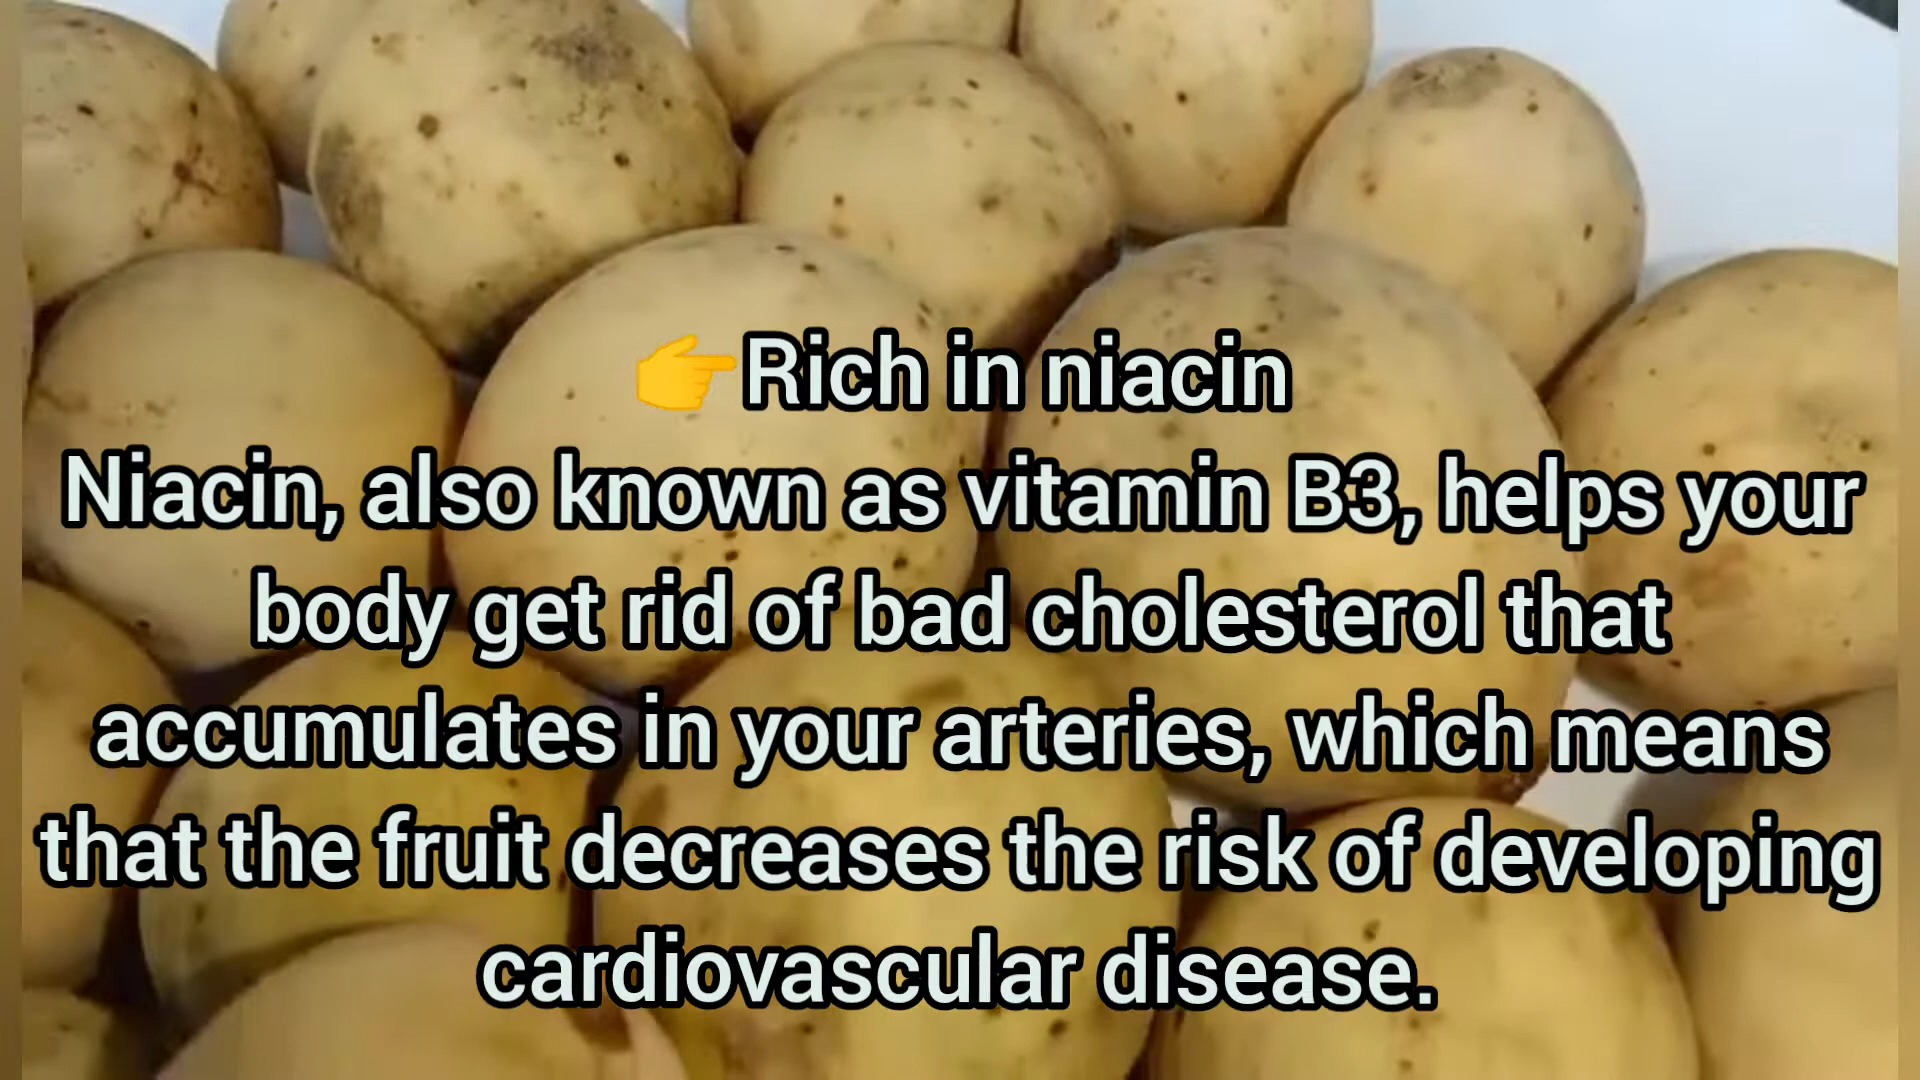 👉Rich in niacin
Niacin, also known as vitamin B3, helps your
body get rid of bad cholesterol that
accumulates in your arteries, which means
that the fruit decreases the risk of developing
cardiovascular disease.